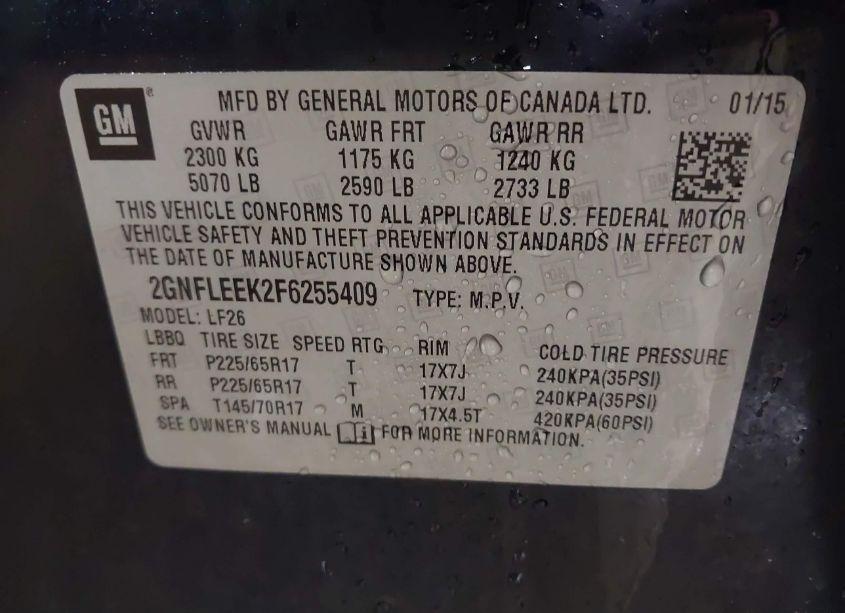 GM ®
MFD BY GENERAL MOTORS OF CANADA LTD. 01/15
GVWR GAWR FRT GAWR RR
2300 KG 1175 KG 1240 KG
5070 LB 2590 LB 2733 LB
THIS VEHICLE CONFORMS TO ALL APPLICABLE U.S. FEDERAL MOTOR
VEHICLE SAFETY AND THEFT PREVENTION STANDARDS IN EFFECT ON
THE DATE OF MANUFACTURE SHOWN ABOVE.
2GNFLEEK2F6255409 TYPE: M.P.V.
MODEL: LF26
LBBQ TIRE SIZE SPEED RTG RIM COLD TIRE PRESSURE
FRT P225/65R17 T 17X7J 240KPA(35PSI)
RR P225/65R17 T 17X7J 240KPA(35PSI)
SPA T145/70R17 M 17X4.5T 420KPA(60PSI)
SEE OWNER'S MANUAL i FOR MORE INFORMATION.